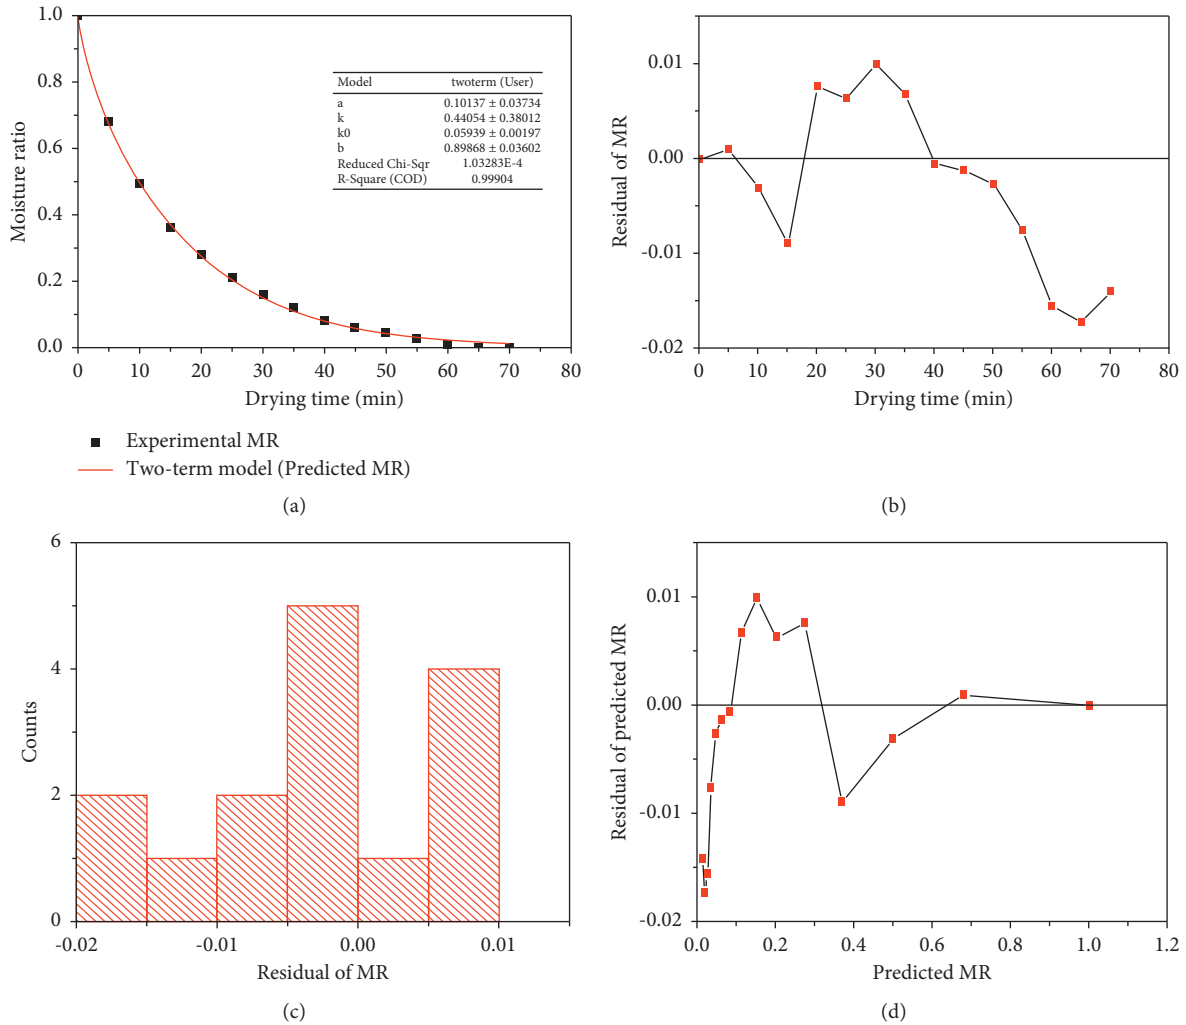 1.0
0.8
0.6
0.4
0.2
0.0
Moisture ratio
Model twoterm (User)
a 0.10137 ± 0.03734
k 0.44054 ± 0.38012
k0 0.05939 ± 0.00197
b 0.89868 ± 0.03602
Reduced Chi-Sqr 1.03283E-4
R-Square (COD) 0.99904
0 10 20 30 40 50 60 70 80
Drying time (min)
Experimental MR
Two-term model (Predicted MR)
(a)
0.01
0.00
-0.01
-0.02
Residual of MR
0 10 20 30 40 50 60 70 80
Drying time (min)
(b)
6
4
2
0
Counts
-0.02 -0.01 0.00 0.01
Residual of MR
(c)
0.01
0.00
-0.01
-0.02
Residual of predicted MR
0.0 0.2 0.4 0.6 0.8 1.0 1.2
Predicted MR
(d)